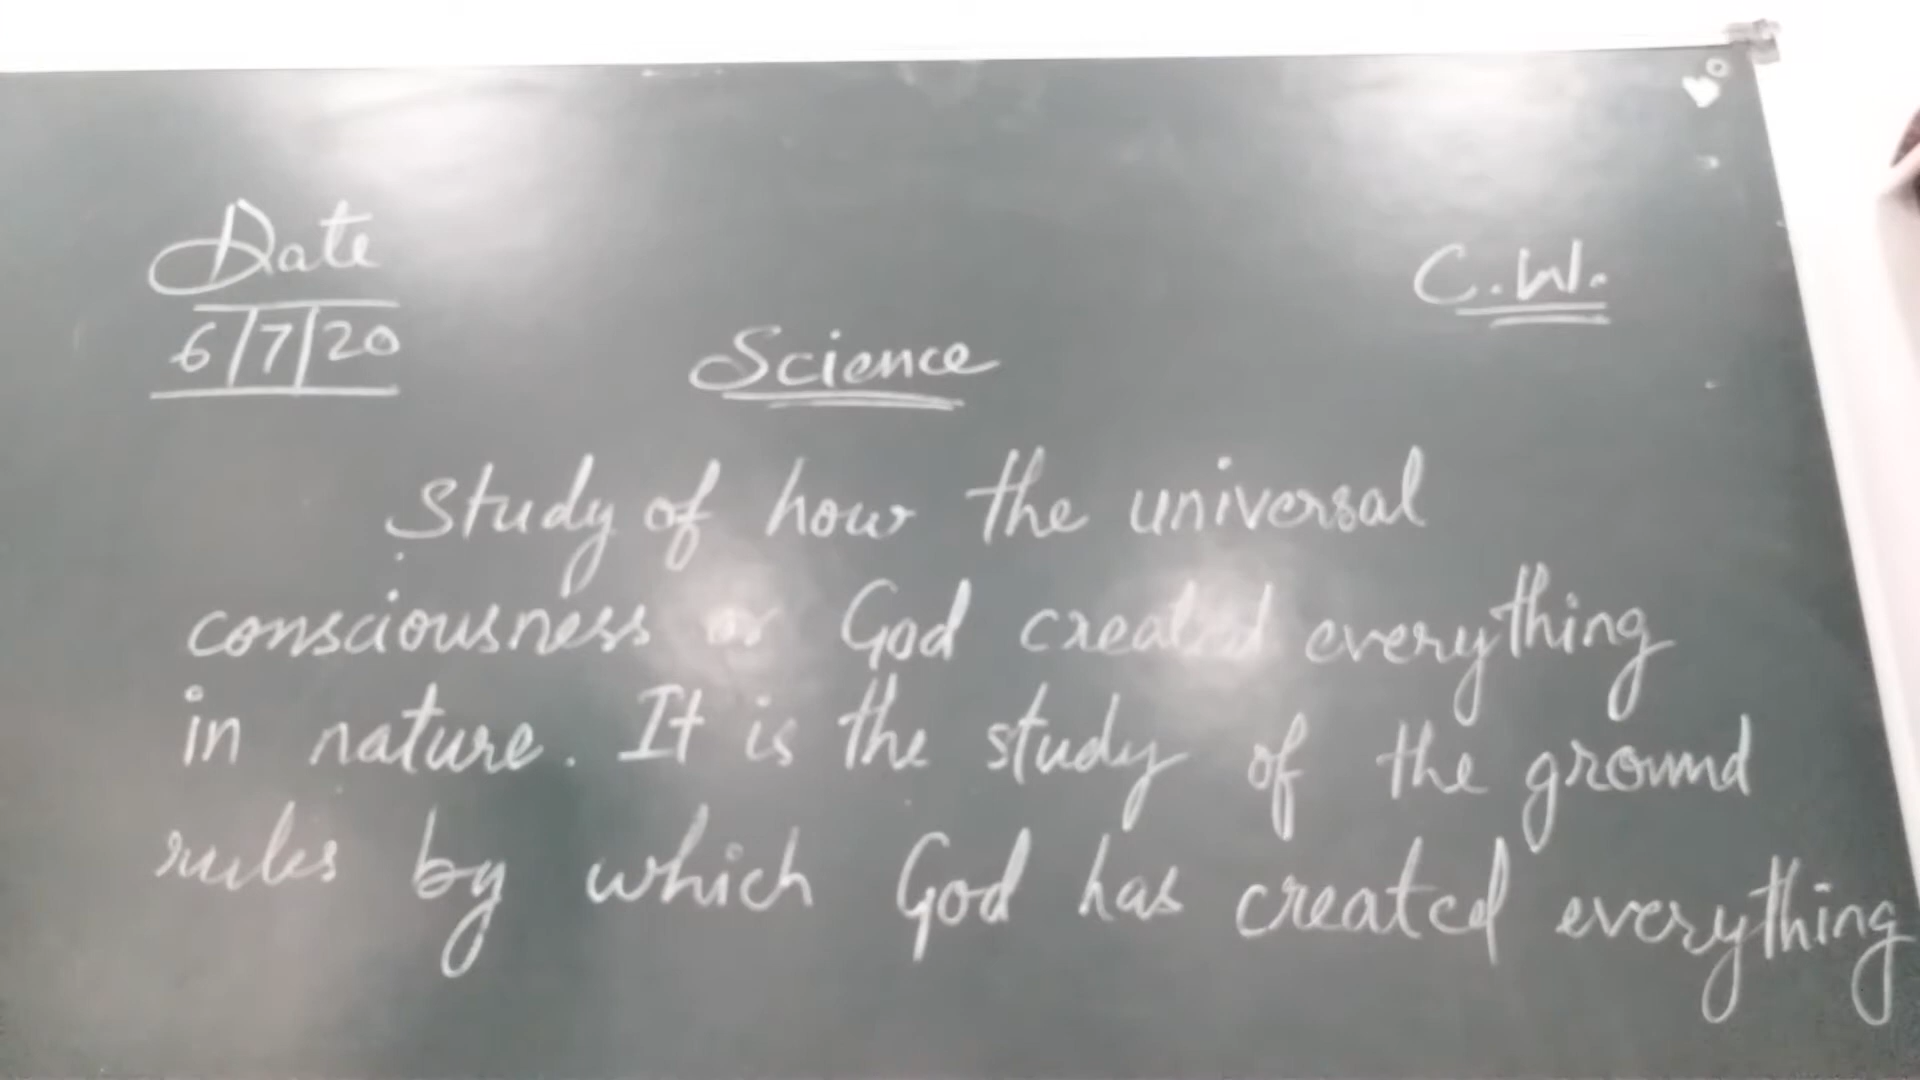 Date
6/7/20
C.W.
Science
Study of how the universal
consciousness or God created everything
in nature. It is the study of the ground
rules by which God has created everything